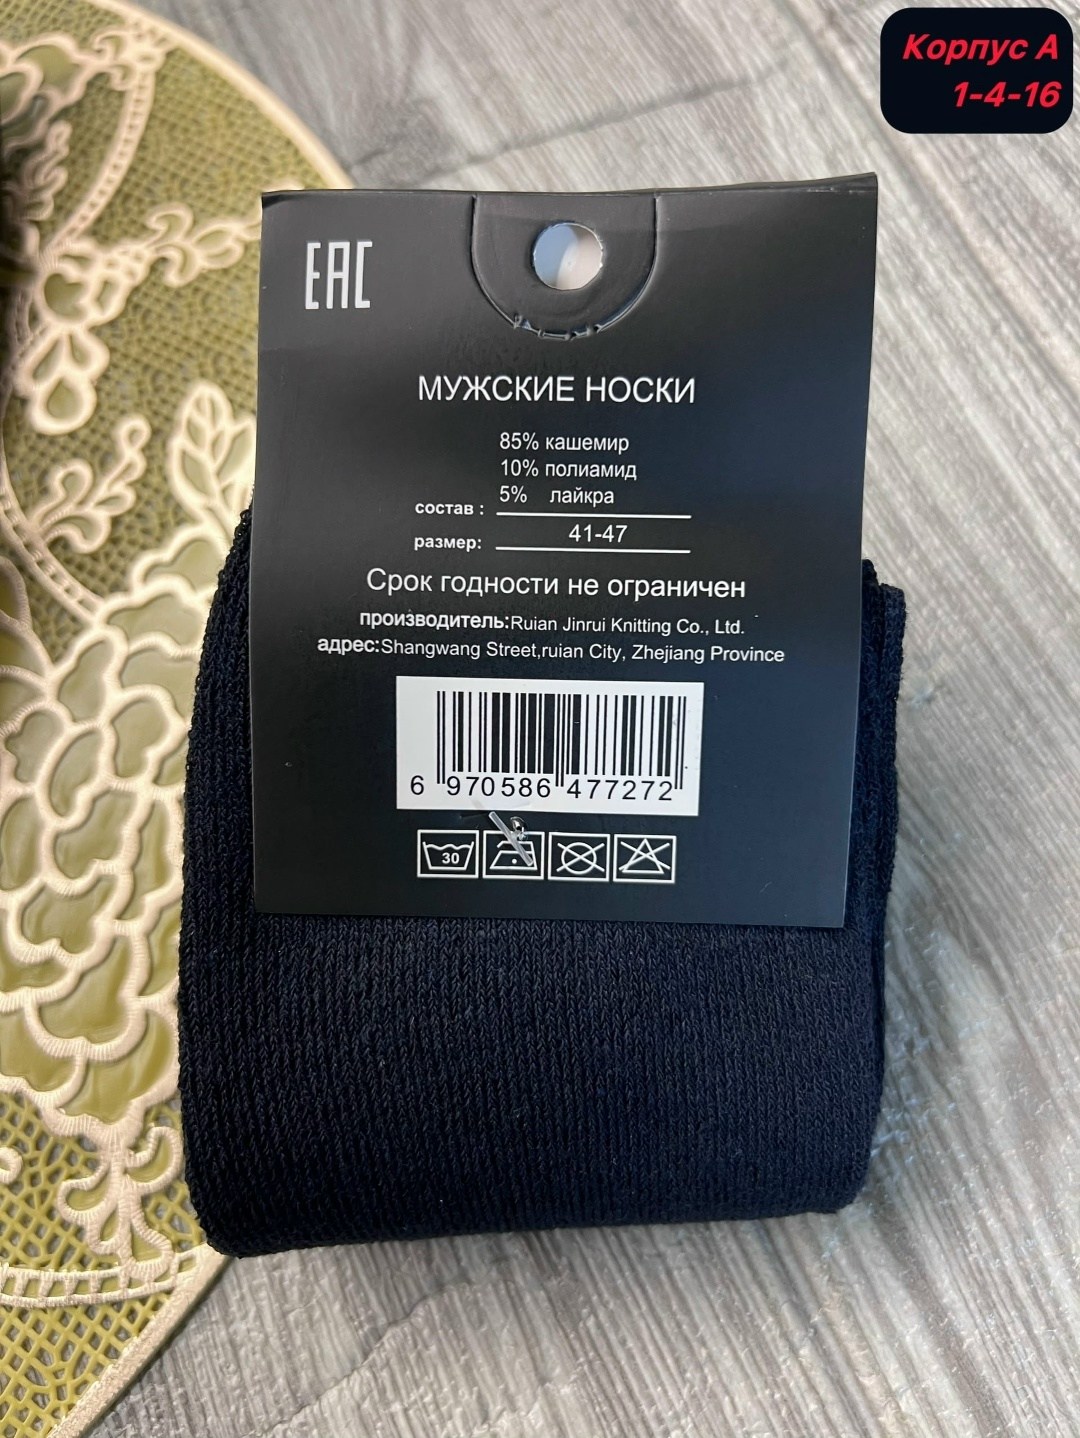 Корпус А
1-4-16
EAC
МУЖСКИЕ НОСКИ
85% кашемир
10% полиамид
5% лайкра
состав :
41-47
размер:
Срок годности не ограничен
производитель:Ruian Jinrui Knitting Co., Ltd.
адрес:Shangwang Street,ruian City, Zhejiang Province
6 970586 477272
30